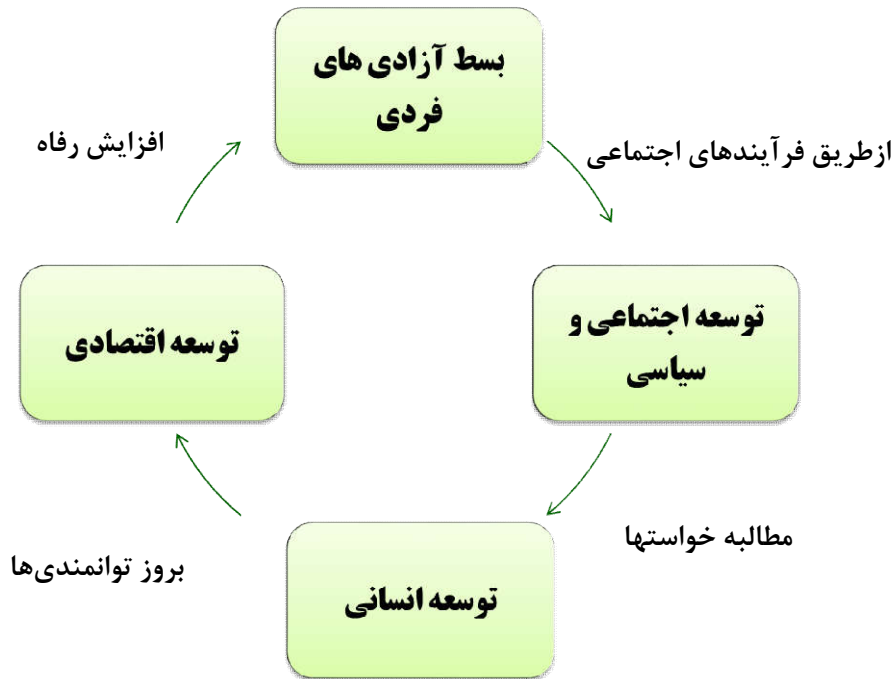 بسط آزادی های
فردی
ازطریق فرآیندهای اجتماعی
افزایش رفاه
توسعه اجتماعی و
سیاسی
توسعه اقتصادی
مطالبه خواستها
بروز توانمندی‌ها
توسعه انسانی